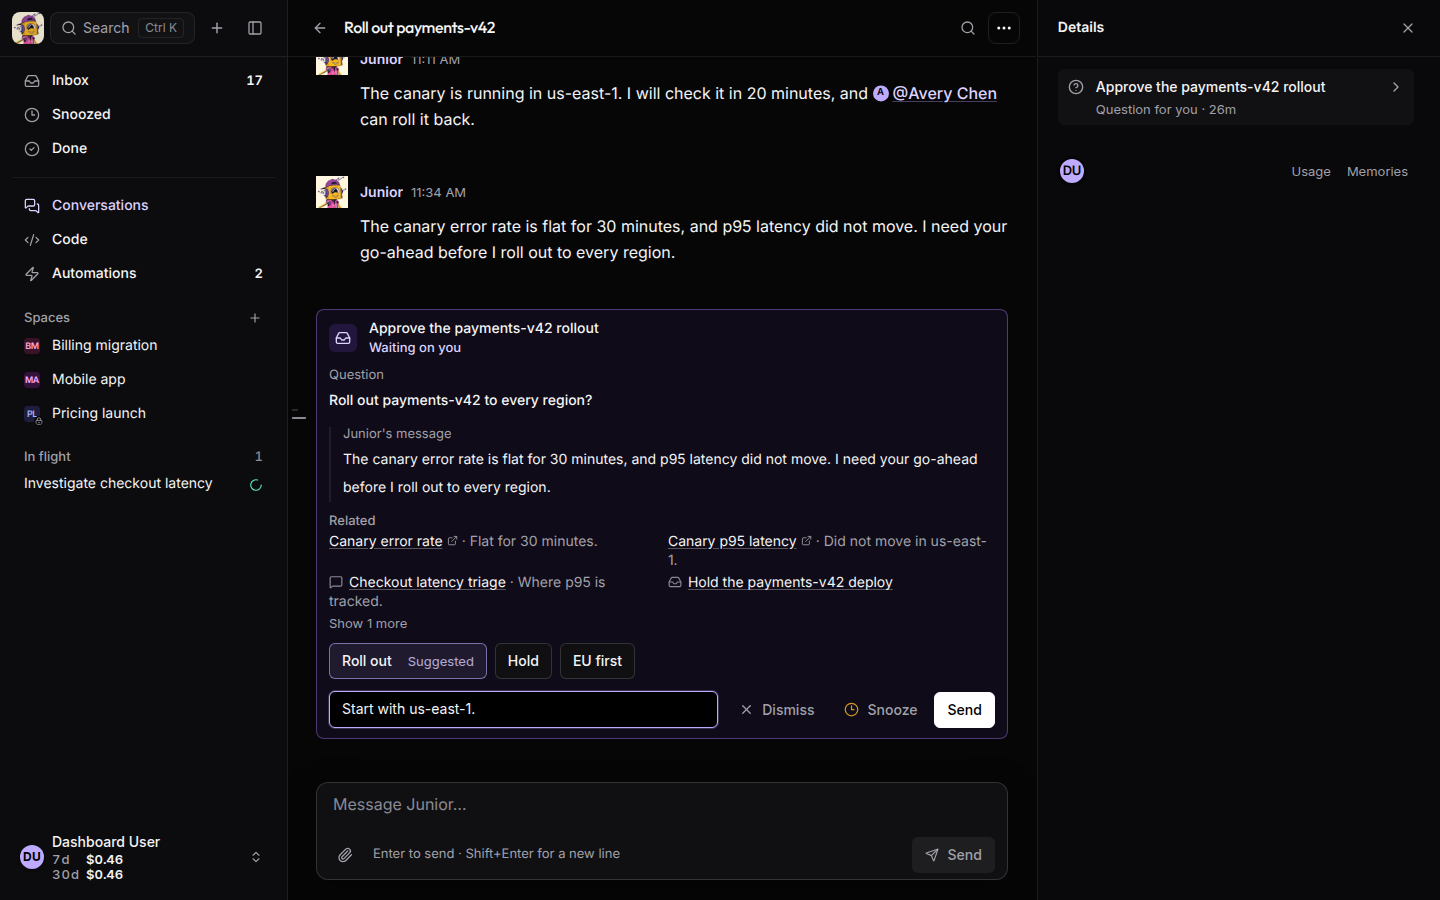 Search Ctrl K
Inbox 17
Snoozed
Done
Conversations
Code
Automations 2
Spaces
BM Billing migration
MA Mobile app
PL Pricing launch
In flight 1
Investigate checkout latency
DU Dashboard User
7d $0.46
30d $0.46
Roll out payments-v42
Junior 11:11 AM
The canary is running in us-east-1. I will check it in 20 minutes, and A @Avery Chen
can roll it back.
Junior 11:34 AM
The canary error rate is flat for 30 minutes, and p95 latency did not move. I need your
go-ahead before I roll out to every region.
Approve the payments-v42 rollout
Waiting on you
Question
Roll out payments-v42 to every region?
Junior's message
The canary error rate is flat for 30 minutes, and p95 latency did not move. I need your go-ahead
before I roll out to every region.
Related
Canary error rate · Flat for 30 minutes.
Canary p95 latency · Did not move in us-east-
1.
Checkout latency triage · Where p95 is
tracked.
Hold the payments-v42 deploy
Show 1 more
Roll out Suggested Hold EU first
Start with us-east-1. Dismiss Snooze Send
Message Junior...
Enter to send · Shift+Enter for a new line Send
Details
Approve the payments-v42 rollout
Question for you · 26m
DU Usage Memories